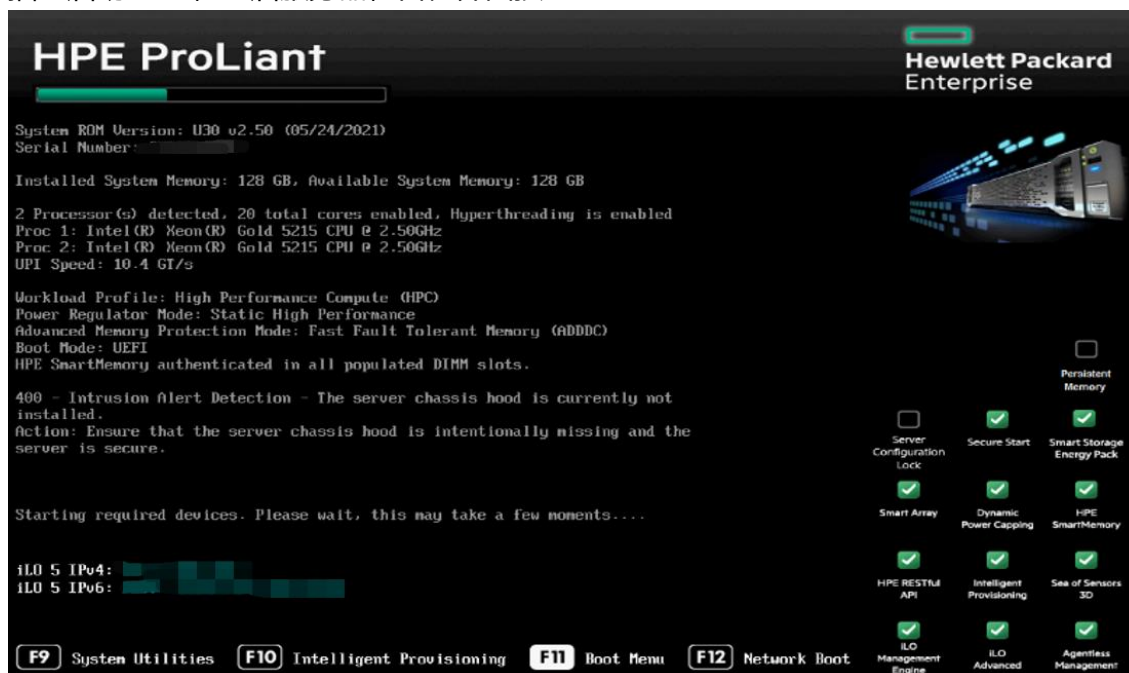 HPE ProLiant
Hewlett Packard
Enterprise
System ROM Version: U30 v2.50 (05/24/2021)
Serial Number:
Installed System Memory: 128 GB, Available System Memory: 128 GB
2 Processor(s) detected, 20 total cores enabled, Hyperthreading is enabled
Proc 1: Intel(R) Xeon(R) Gold 5215 CPU @ 2.50GHz
Proc 2: Intel(R) Xeon(R) Gold 5215 CPU @ 2.50GHz
UPI Speed: 10.4 GT/s
Workload Profile: High Performance Compute (HPC)
Power Regulator Mode: Static High Performance
Advanced Memory Protection Mode: Fast Fault Tolerant Memory (ADDDC)
Boot Mode: UEFI
HPE SmartMemory authenticated in all populated DIMM slots.
400 - Intrusion Alert Detection - The server chassis hood is currently not
installed.
Action: Ensure that the server chassis hood is intentionally missing and the
server is secure.
Starting required devices. Please wait, this may take a few moments....
iLO 5 IPv4:
iLO 5 IPv6:
Persistent
Memory
Server
Configuration
Lock
Secure Start
Smart Storage
Energy Pack
Smart Array
Dynamic
Power Capping
HPE
SmartMemory
HPE RESTful
API
Intelligent
Provisioning
Sea of Sensors
3D
iLO
Management
Engine
iLO
Advanced
Agentless
Management
F9 System Utilities F10 Intelligent Provisioning F11 Boot Menu F12 Network Boot